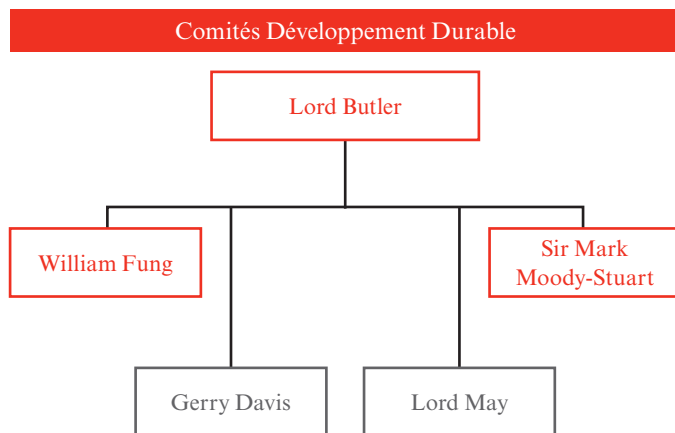 Comités Développement Durable
Lord Butler
William Fung
Sir Mark
Moody-Stuart
Gerry Davis
Lord May